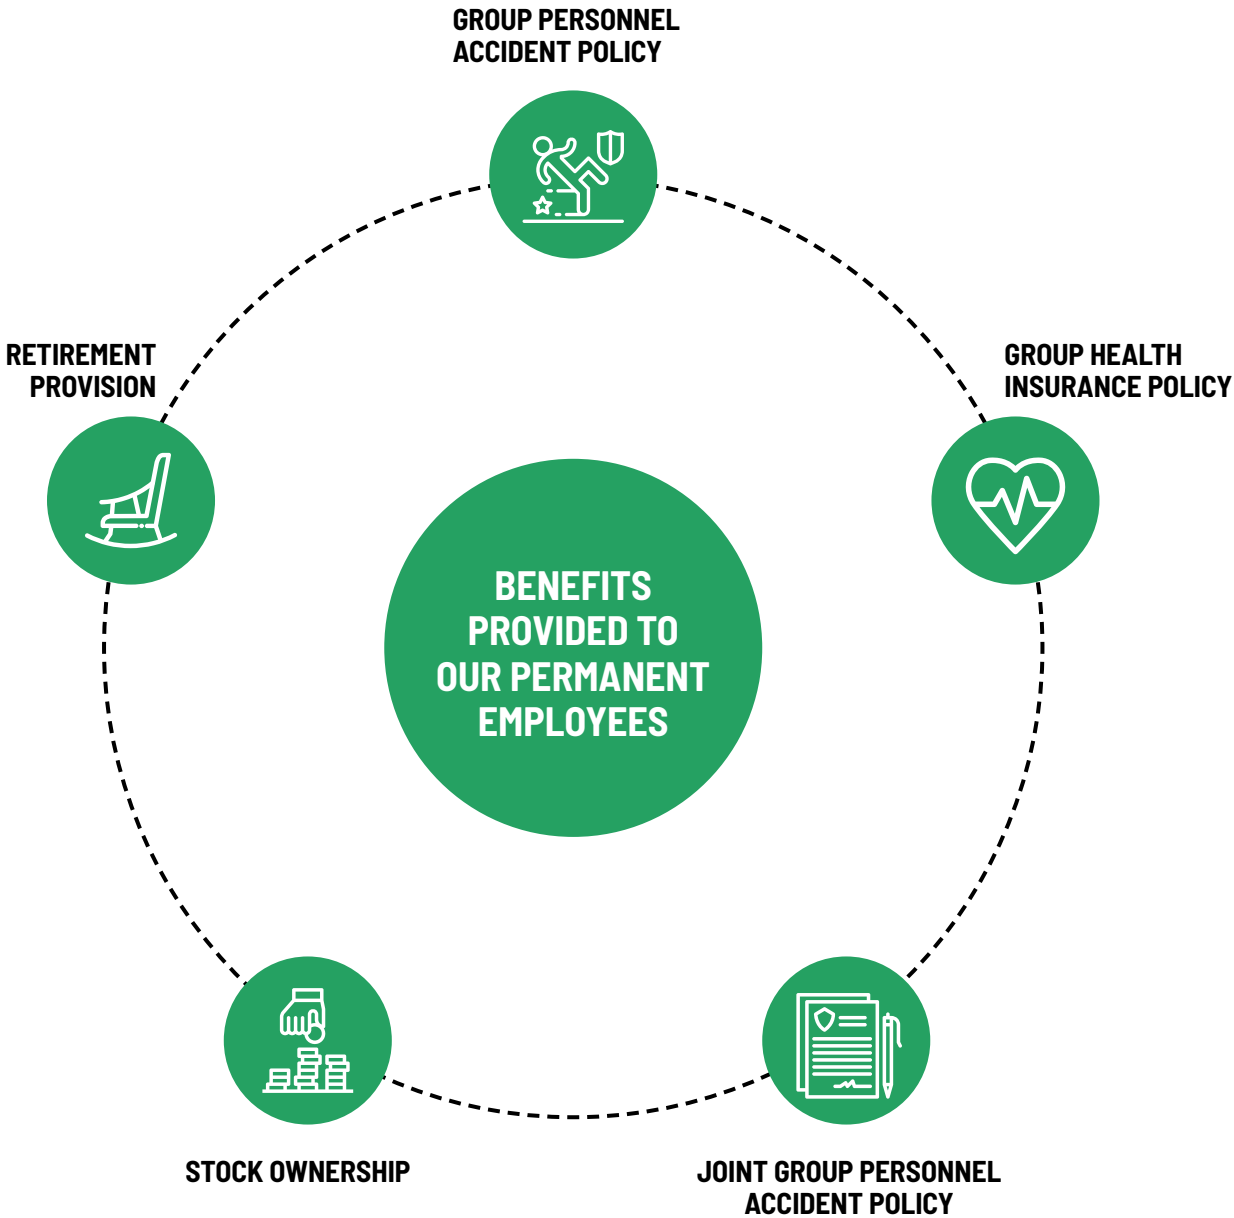 GROUP PERSONNEL
ACCIDENT POLICY
RETIREMENT
PROVISION
GROUP HEALTH
INSURANCE POLICY
BENEFITS
PROVIDED TO
OUR PERMANENT
EMPLOYEES
STOCK OWNERSHIP
JOINT GROUP PERSONNEL
ACCIDENT POLICY